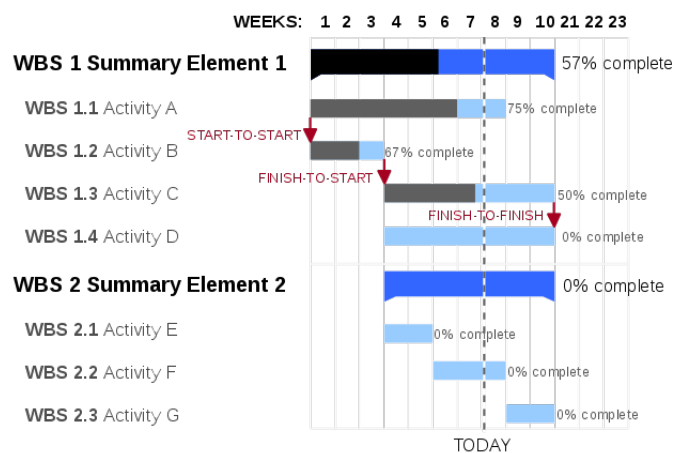 WEEKS: 1 2 3 4 5 6 7 8 9 10 21 22 23
WBS 1 Summary Element 1 57% complete
WBS 1.1 Activity A 75% complete
START-TO-START
WBS 1.2 Activity B 67% complete
FINISH-TO-START
WBS 1.3 Activity C 50% complete
FINISH-TO-FINISH
WBS 1.4 Activity D 0% complete
WBS 2 Summary Element 2 0% complete
WBS 2.1 Activity E 0% complete
WBS 2.2 Activity F 0% complete
WBS 2.3 Activity G 0% complete
TODAY